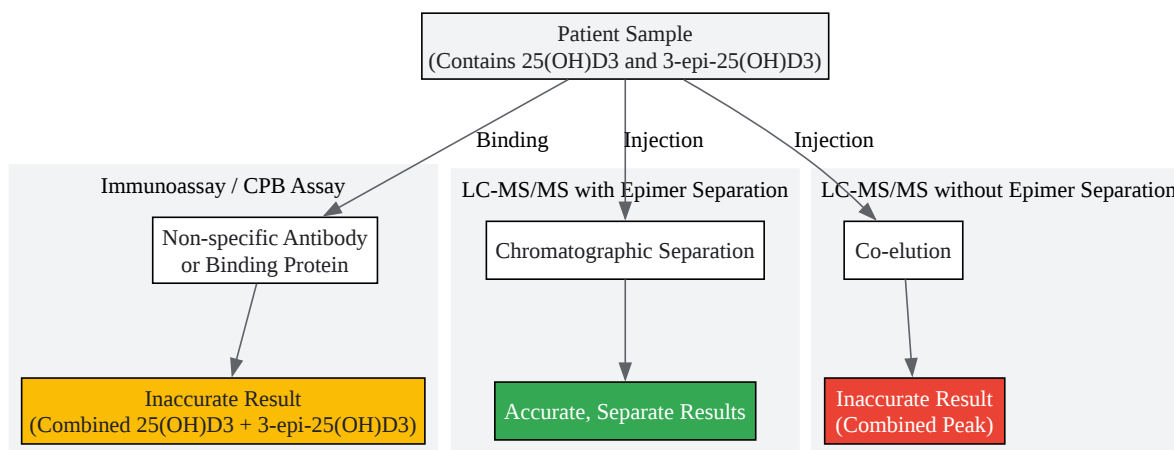 Patient Sample
(Contains 25(OH)D3 and 3-epi-25(OH)D3)
Binding
Injection
Injection
Immunoassay / CPB Assay
LC-MS/MS with Epimer Separation
LC-MS/MS without Epimer Separation
Non-specific Antibody
or Binding Protein
Chromatographic Separation
Co-elution
Inaccurate Result
(Combined 25(OH)D3 + 3-epi-25(OH)D3)
Accurate, Separate Results
Inaccurate Result
(Combined Peak)